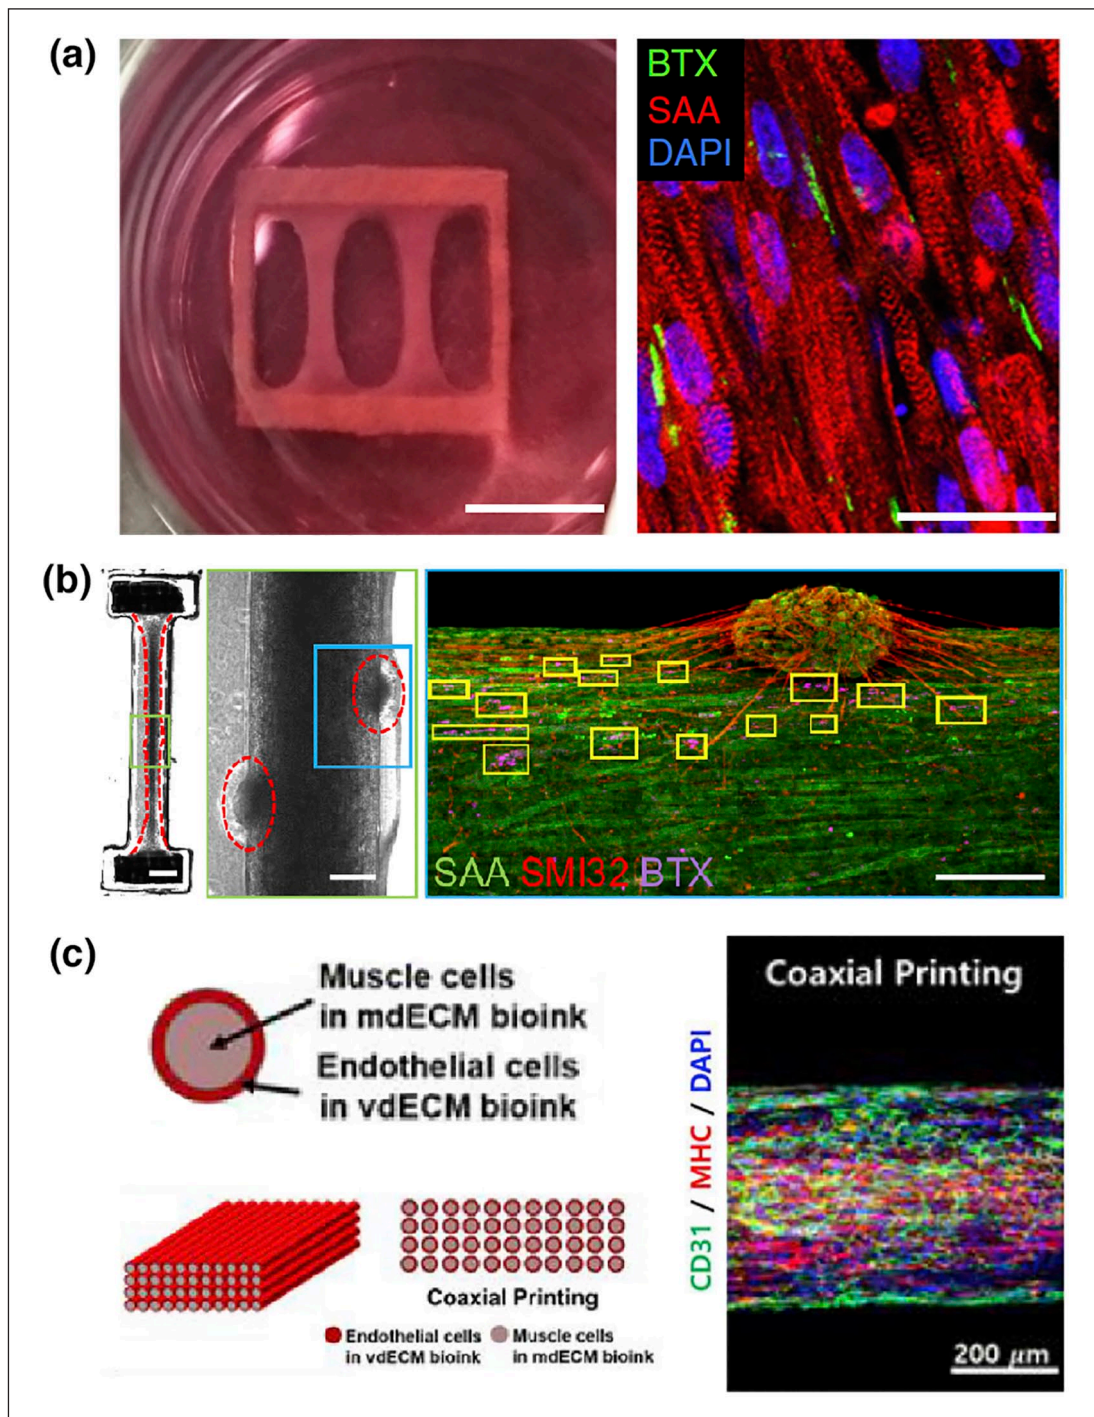 (a)
BTX
SAA
DAPI
(b)
SAA SMI32 BTX
(c)
Muscle cells
in mdECM bioink
Endothelial cells
in vdECM bioink
Coaxial Printing
Endothelial cells
in vdECM bioink
Muscle cells
in mdECM bioink
CD31 / MHC / DAPI
Coaxial Printing
200 μm